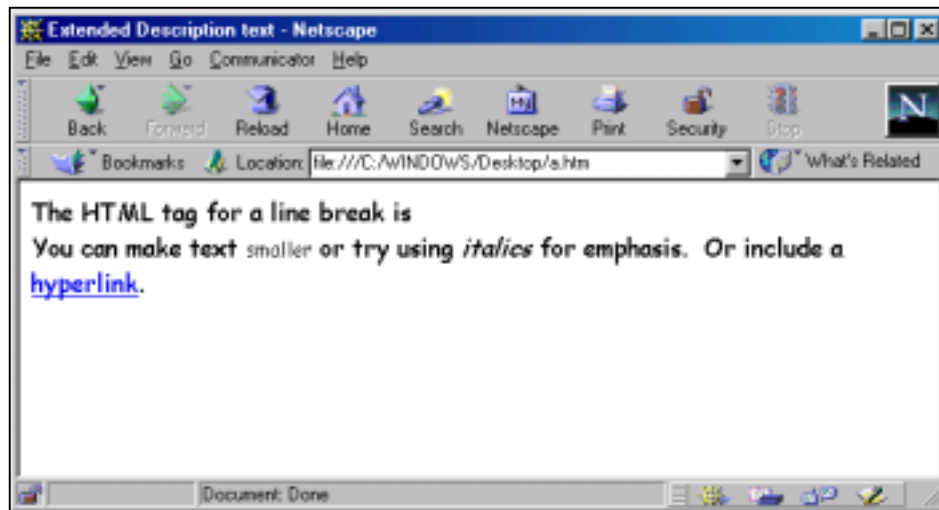 Extended Description text - Netscape
File Edit View Go Communicator Help
Back Forward Reload Home Search Netscape Print Security Stop
N
Bookmarks Location: file:///C:/WINDOWS/Desktop/a.htm What's Related
The HTML tag for a line break is
You can make text smaller or try using italics for emphasis. Or include a
hyperlink.
Document: Done